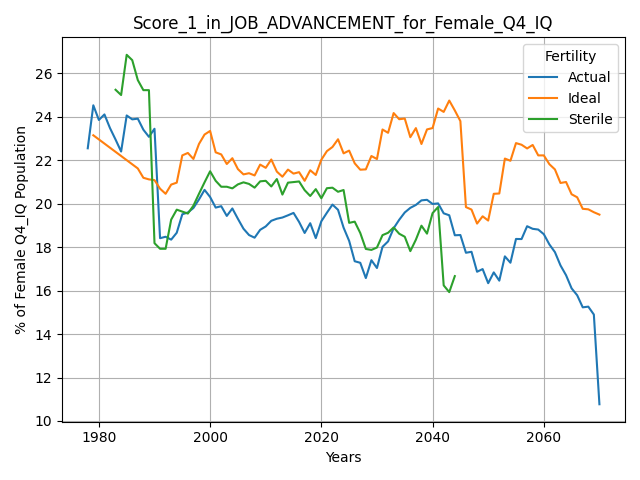 Score_1_in_JOB_ADVANCEMENT_for_Female_Q4_IQ
% of Female Q4_IQ Population
26
24
22
20
18
16
14
12
10
Fertility
Actual
Ideal
Sterile
1980
2000
2020
2040
2060
Years